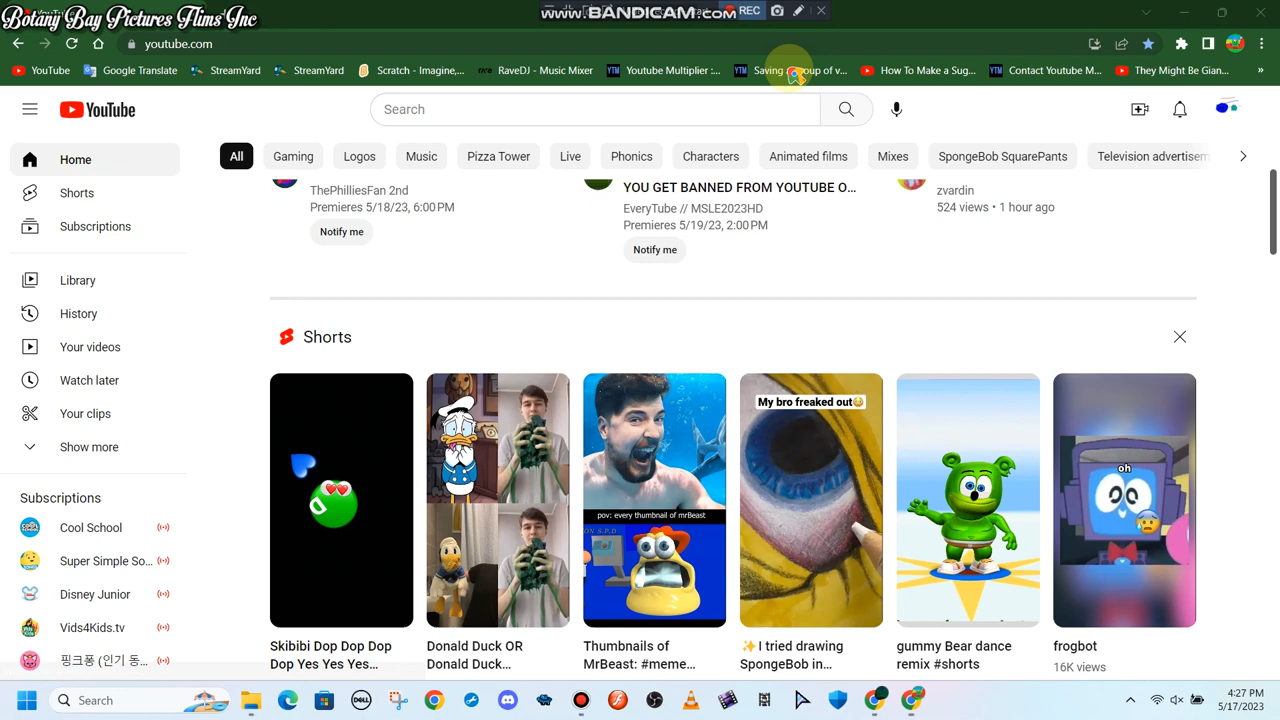 Botany Bay Pictures Flims Inc
WWW.BANDICAM.COM
REC
youtube.com
YouTube
Google Translate
StreamYard
StreamYard
Scratch - Imagine,...
RaveDJ - Music Mixer
Youtube Multiplier :...
Saving a
oup of v...
How To Make a Sug...
Contact Youtube M...
They Might Be Gian...
»
YouTube
Search
All
Gaming
Logos
Music
Pizza Tower
Live
Phonics
Characters
Animated films
Mixes
SpongeBob SquarePants
Television advertisem
Home
Shorts
Subscriptions
Library
History
Your videos
Watch later
Your clips
Show more
Subscriptions
Cool School
Super Simple So...
Disney Junior
Vids4Kids.tv
핑크퐁 (인기 동...
ThePhilliesFan 2nd
Premieres 5/18/23, 6:00 PM
Notify me
YOU GET BANNED FROM YOUTUBE O...
EveryTube // MSLE2023HD
Premieres 5/19/23, 2:00 PM
Notify me
zvardin
524 views • 1 hour ago
Shorts
pov: every thumbnail of mrBeast
My bro freaked out😳
oh
Skibibi Dop Dop Dop
Dop Yes Yes Yes...
Donald Duck OR
Donald Duck...
Thumbnails of
MrBeast: #meme...
✨I tried drawing
SpongeBob in...
gummy Bear dance
remix #shorts
frogbot
16K views
Search
DELL
4:27 PM
5/17/2023